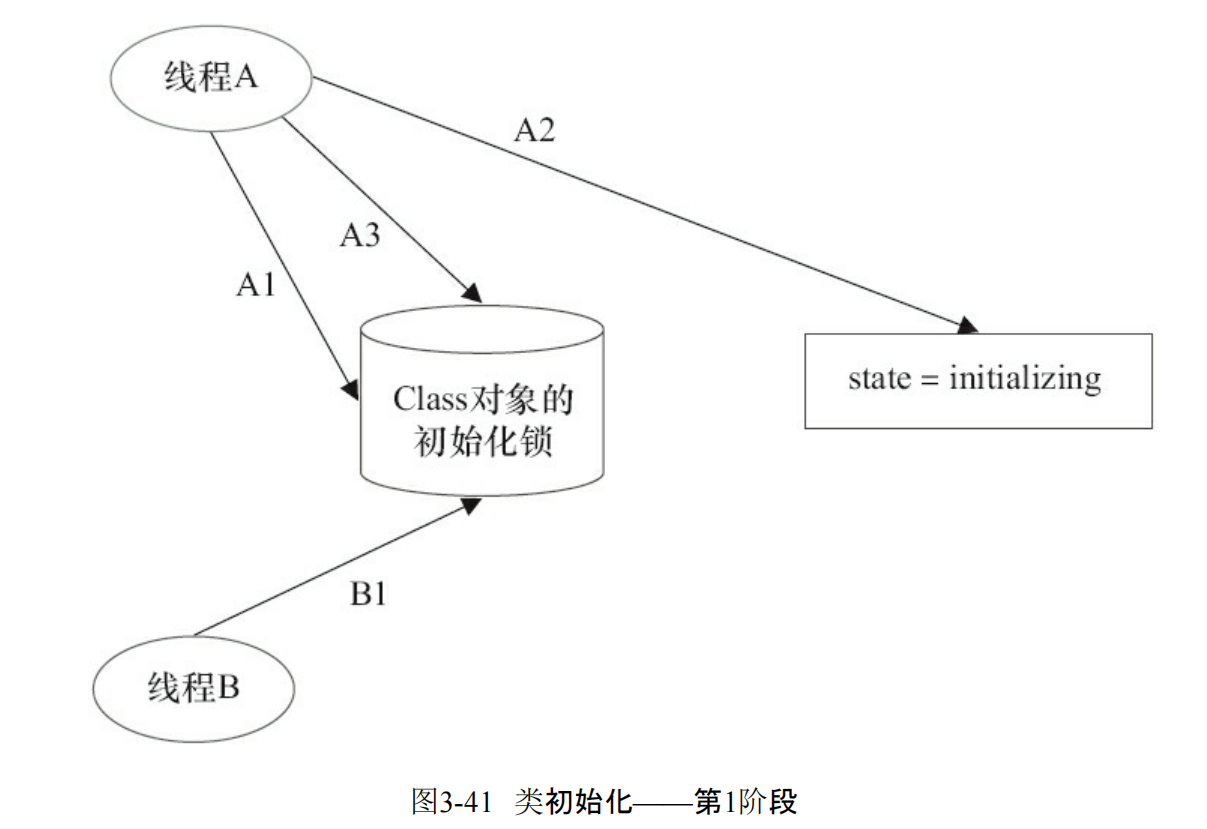 线程A
A2
A3
A1
state = initializing
Class对象的
初始化锁
B1
线程B
图3-41 类初始化——第1阶段